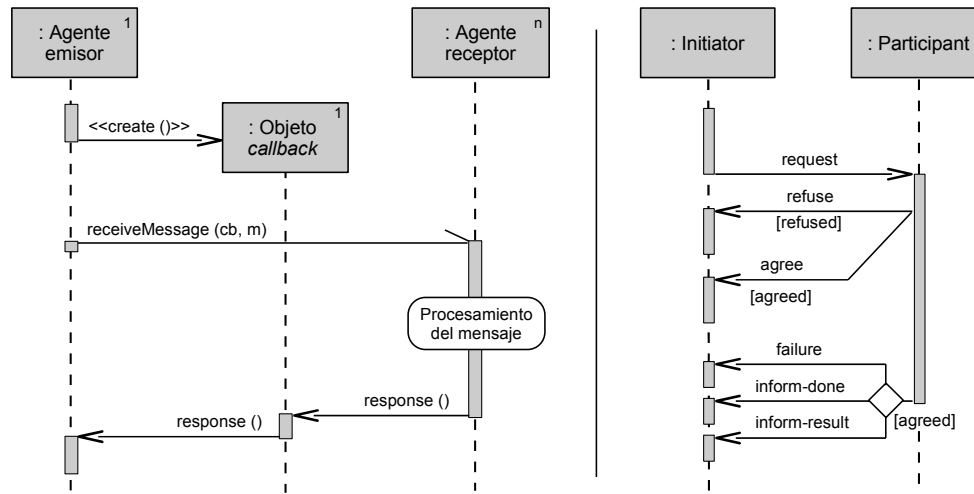 : Agente
emisor
1
: Agente
receptor
n
<<create ()>>
: Objeto
callback
1
receiveMessage (cb, m)
Procesamiento
del mensaje
response ()
response ()
: Initiator
: Participant
request
refuse
[refused]
agree
[agreed]
failure
inform-done
inform-result
[agreed]